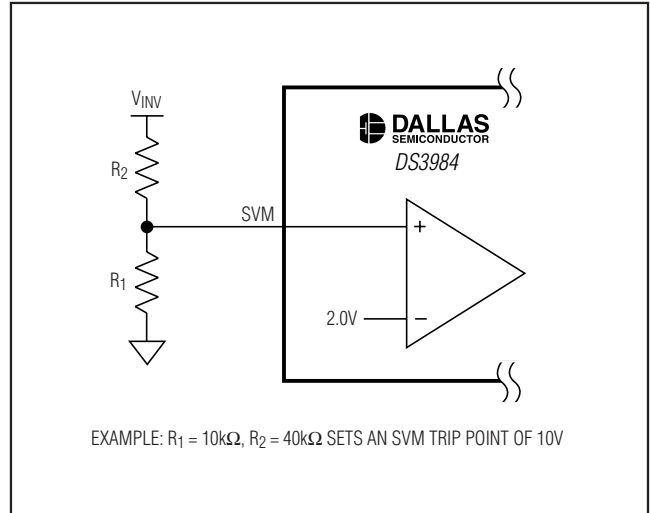 V_INV
DALLAS
SEMICONDUCTOR
DS3984
R₂
SVM
+
R₁
2.0V
−
EXAMPLE: R₁ = 10kΩ, R₂ = 40kΩ SETS AN SVM TRIP POINT OF 10V